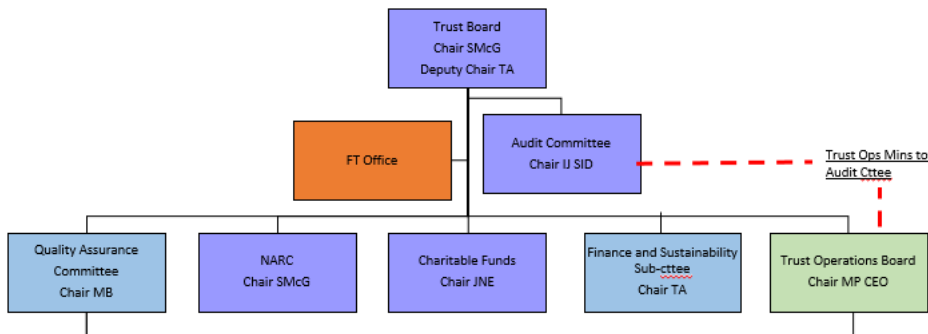 Trust Board
Chair SMcG
Deputy Chair TA
FT Office
Audit Committee
Chair IJ SID
Trust Ops Mins to
Audit Cttee
Quality Assurance
Committee
Chair MB
NARC
Chair SMcG
Charitable Funds
Chair JNE
Finance and Sustainability
Sub-cttee
Chair TA
Trust Operations Board
Chair MP CEO